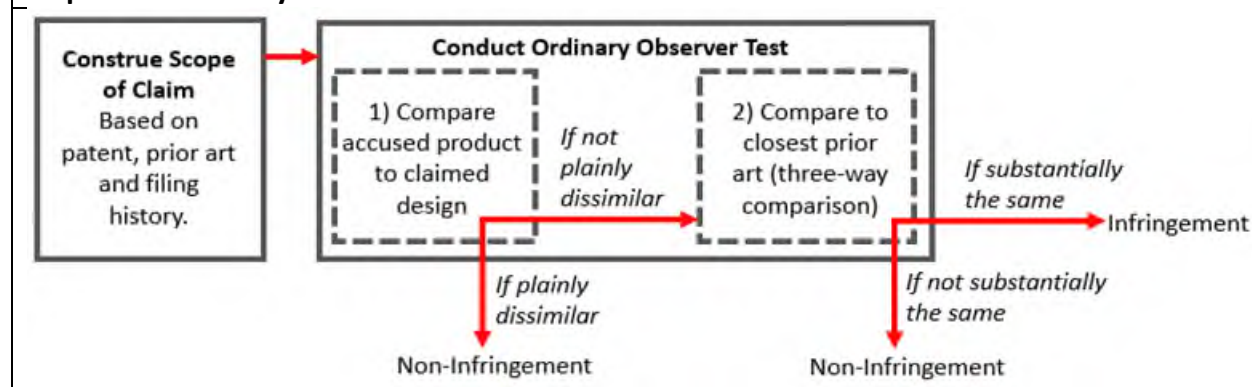 Construe Scope
of Claim
Based on
patent, prior art
and filing
history.
Conduct Ordinary Observer Test
1) Compare
accused product
to claimed
design
If not
plainly
dissimilar
2) Compare to
closest prior
art (three-way
comparison)
If substantially
the same
Infringement
If plainly
dissimilar
Non-Infringement
If not substantially
the same
Non-Infringement